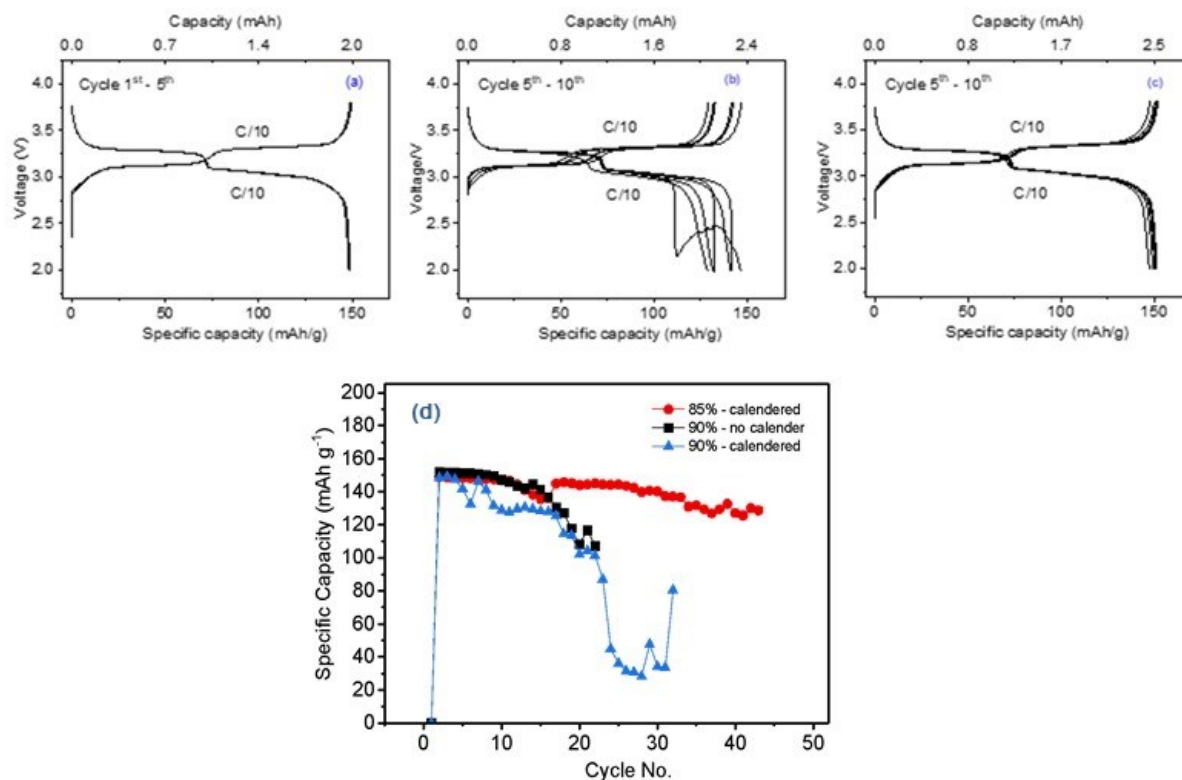 Capacity (mAh)
0.0 0.7 1.4 2.0
Cycle 1st - 5th
(a)
C/10
C/10
4.0
3.5
3.0
2.5
2.0
Voltage (V)
0 50 100 150
Specific capacity (mAh/g)
Capacity (mAh)
0.0 0.6 1.2 1.8 2.4
Cycle 5th - 10th
(b)
C/10
C/10
4.0
3.5
3.0
2.5
2.0
Voltage/V
0 50 100 150
Specific capacity (mAh/g)
Capacity (mAh)
0.0 0.8 1.2 1.8 2.5
Cycle 5th - 10th
(c)
C/10
C/10
4.0
3.5
3.0
2.5
2.0
Voltage/V
0 50 100 150
Specific capacity (mAh/g)
(d)
85% - calendered
90% - no calender
90% - calendered
200
180
160
140
120
100
80
60
40
20
0
Specific Capacity (mAh g-1)
0 10 20 30 40 50
Cycle No.